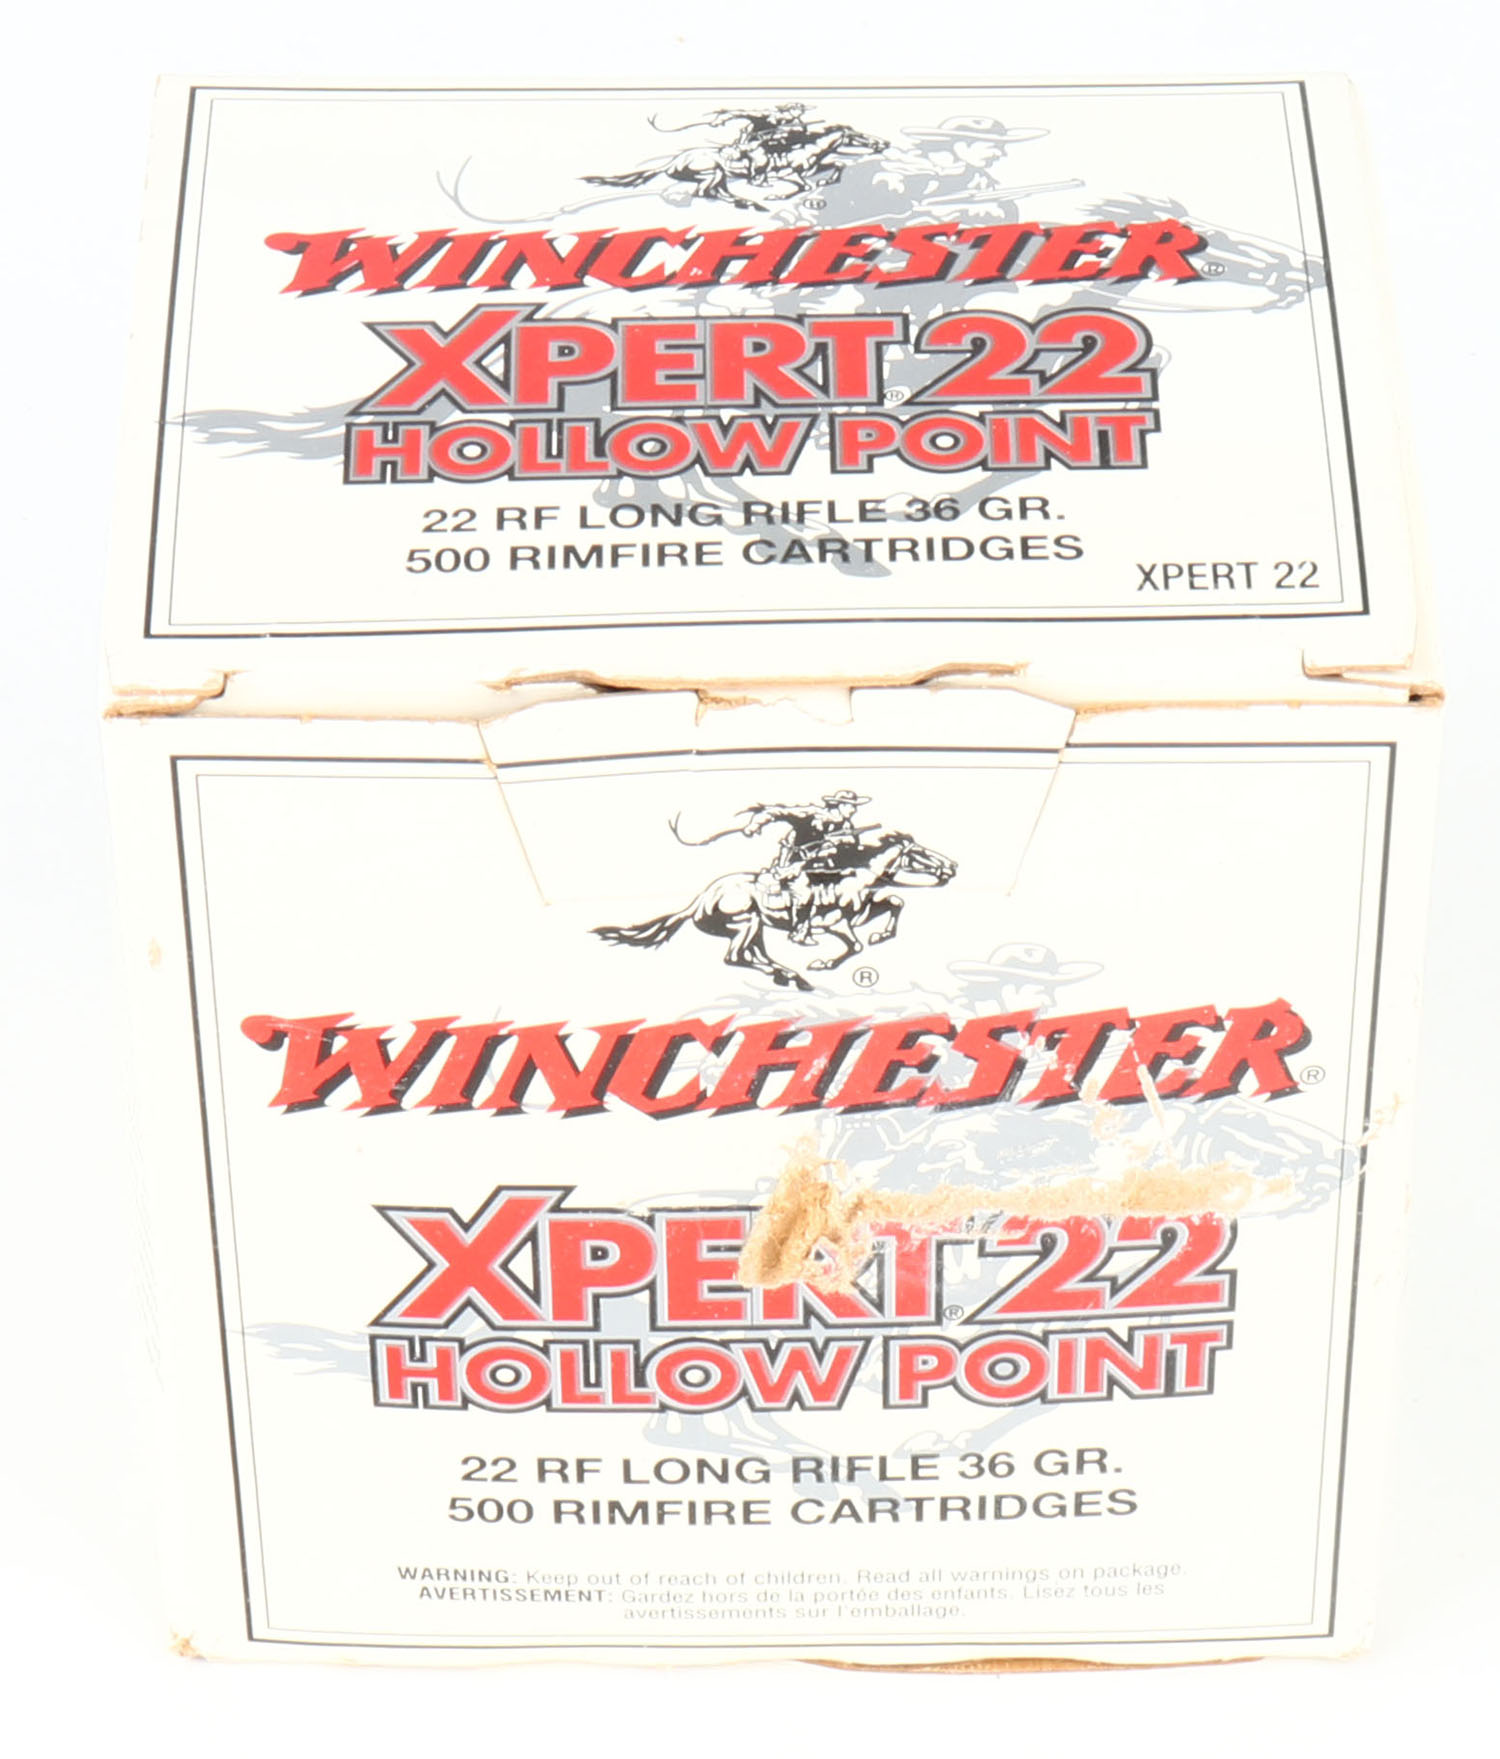 ®
WINCHESTER®
XPERT®22
HOLLOW POINT
22 RF LONG RIFLE 36 GR.
500 RIMFIRE CARTRIDGES
XPERT 22
®
WINCHESTER®
XPERT®22
HOLLOW POINT
22 RF LONG RIFLE 36 GR.
500 RIMFIRE CARTRIDGES
WARNING: Keep out of reach of children. Read all warnings on package.
AVERTISSEMENT: Gardez hors de la portée des enfants. Lisez tous les
avertissements sur l'emballage.